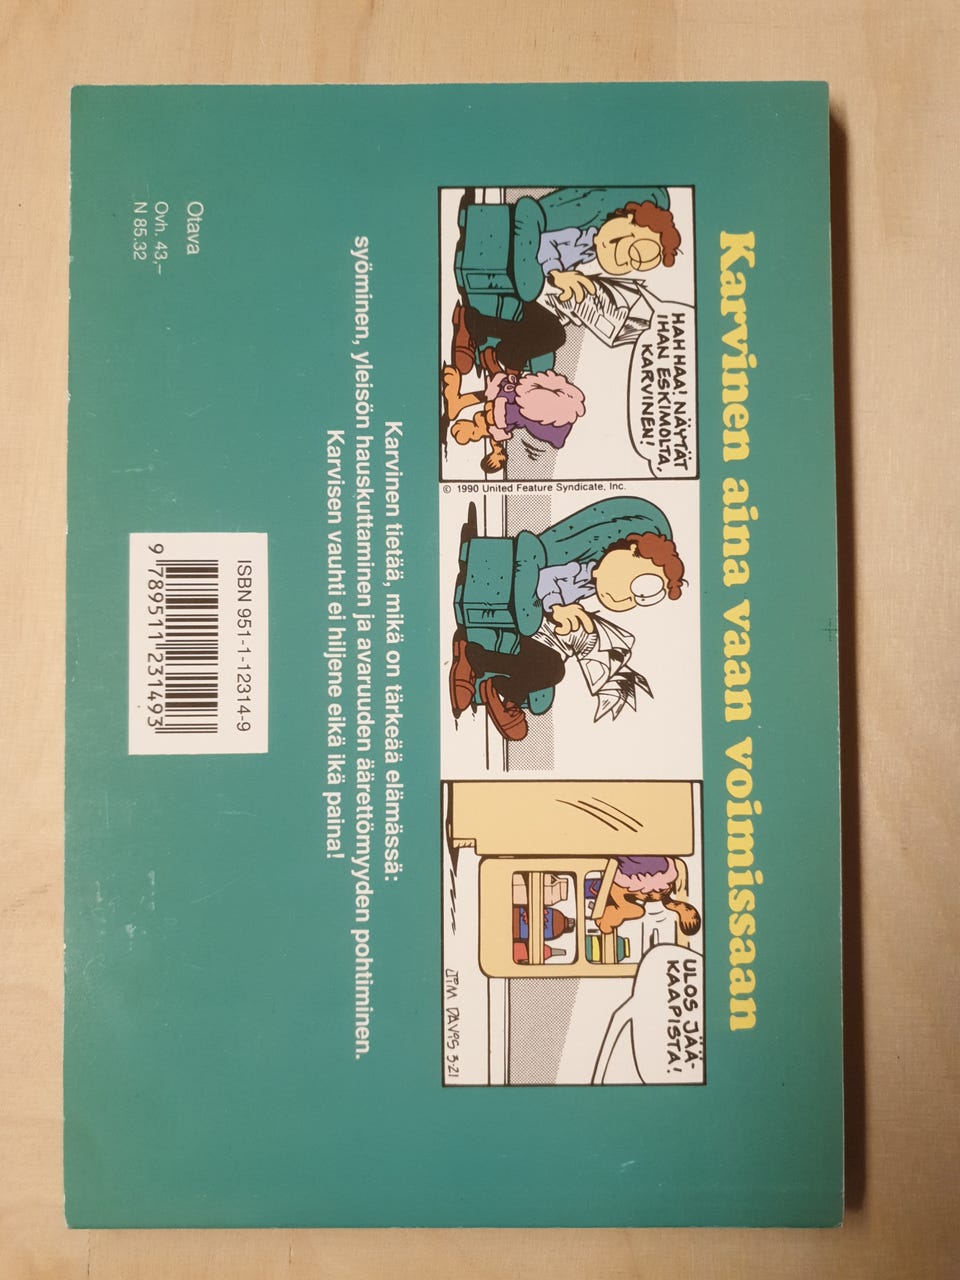 Karvinen aina vaan voimissaan
HAH HAA! NÄYTÄT
IHAN ESKIMOLTA,
KARVINEN!
© 1990 United Feature Syndicate, Inc.
ULOS JÄÄ-
KAAPISTA!
JIM DAVIS 3-21
Karvinen tietää, mikä on tärkeää elämässä:
syöminen, yleisön hauskuttaminen ja avaruuden äärettömyyden pohtiminen.
Karvisen vauhti ei hiljene eikä ikä paina!
Otava
Ovh. 43,–
N 85.32
ISBN 951-1-12314-9
9 789511 231493